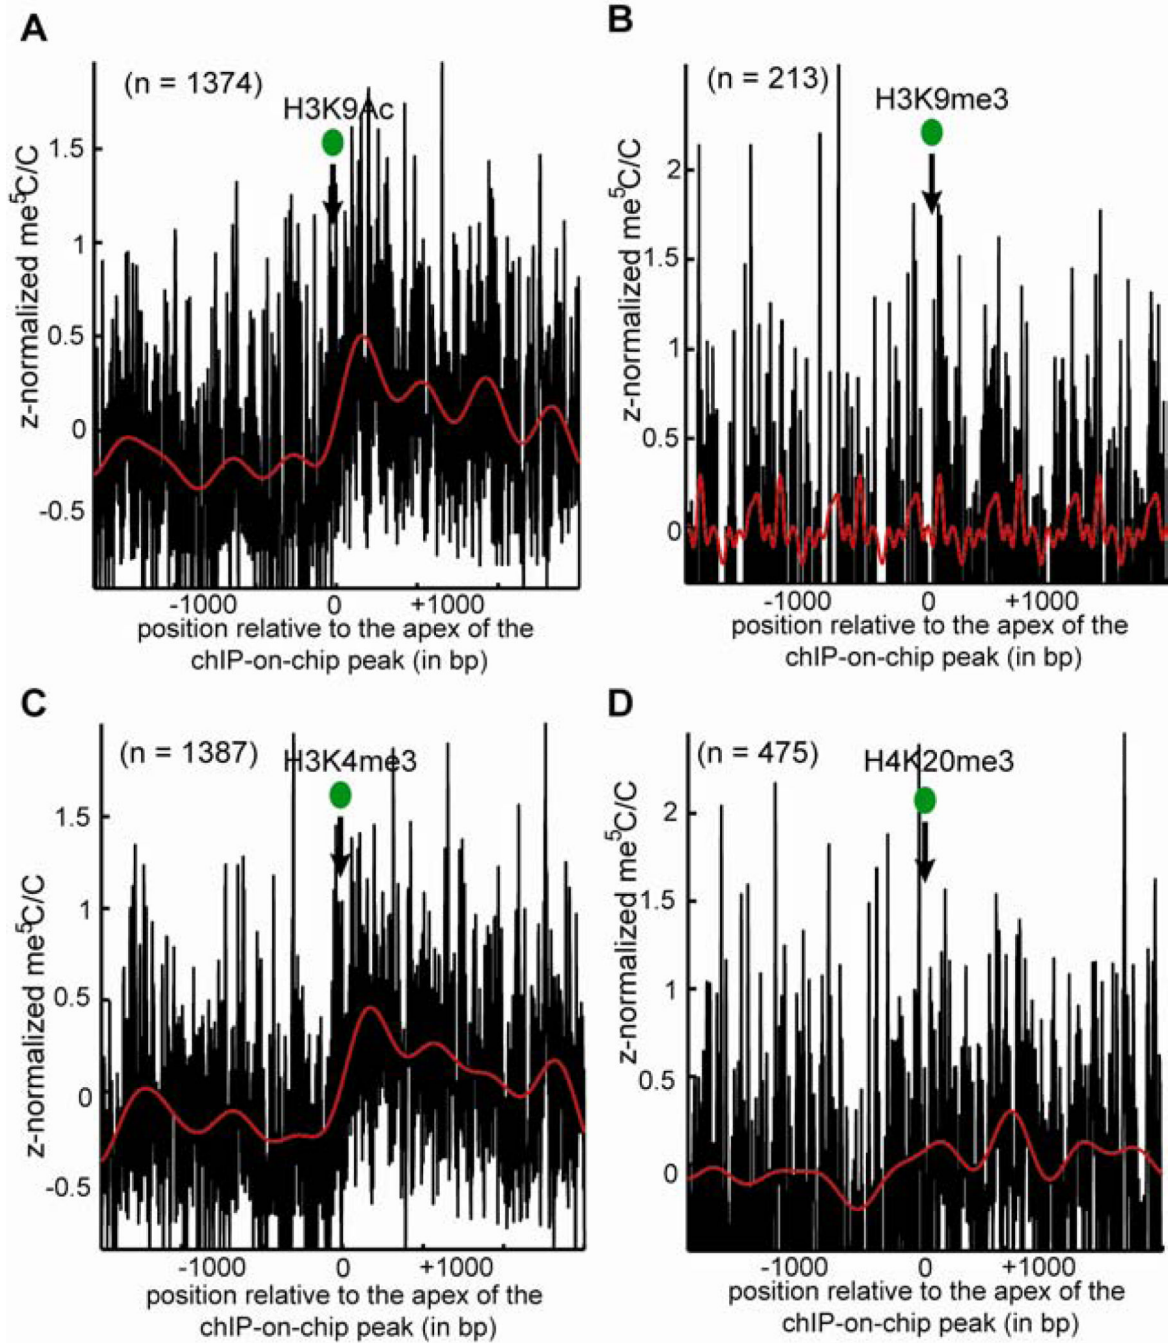 A
(n = 1374)
H3K9Ac
z-normalized me⁵C/C
1.5
1
0.5
0
-0.5
-1000 0 +1000
position relative to the apex of the
chIP-on-chip peak (in bp)
B
(n = 213)
H3K9me3
z-normalized me⁵C/C
2
1.5
1
0.5
0
-1000 0 +1000
position relative to the apex of the
chIP-on-chip peak (in bp)
C
(n = 1387)
H3K4me3
z-normalized me⁵C/C
1.5
1
0.5
0
-0.5
-1000 0 +1000
position relative to the apex of the
chIP-on-chip peak (in bp)
D
(n = 475)
H4K20me3
z-normalized me⁵C/C
2
1.5
1
0.5
0
-1000 0 +1000
position relative to the apex of the
chIP-on-chip peak (in bp)